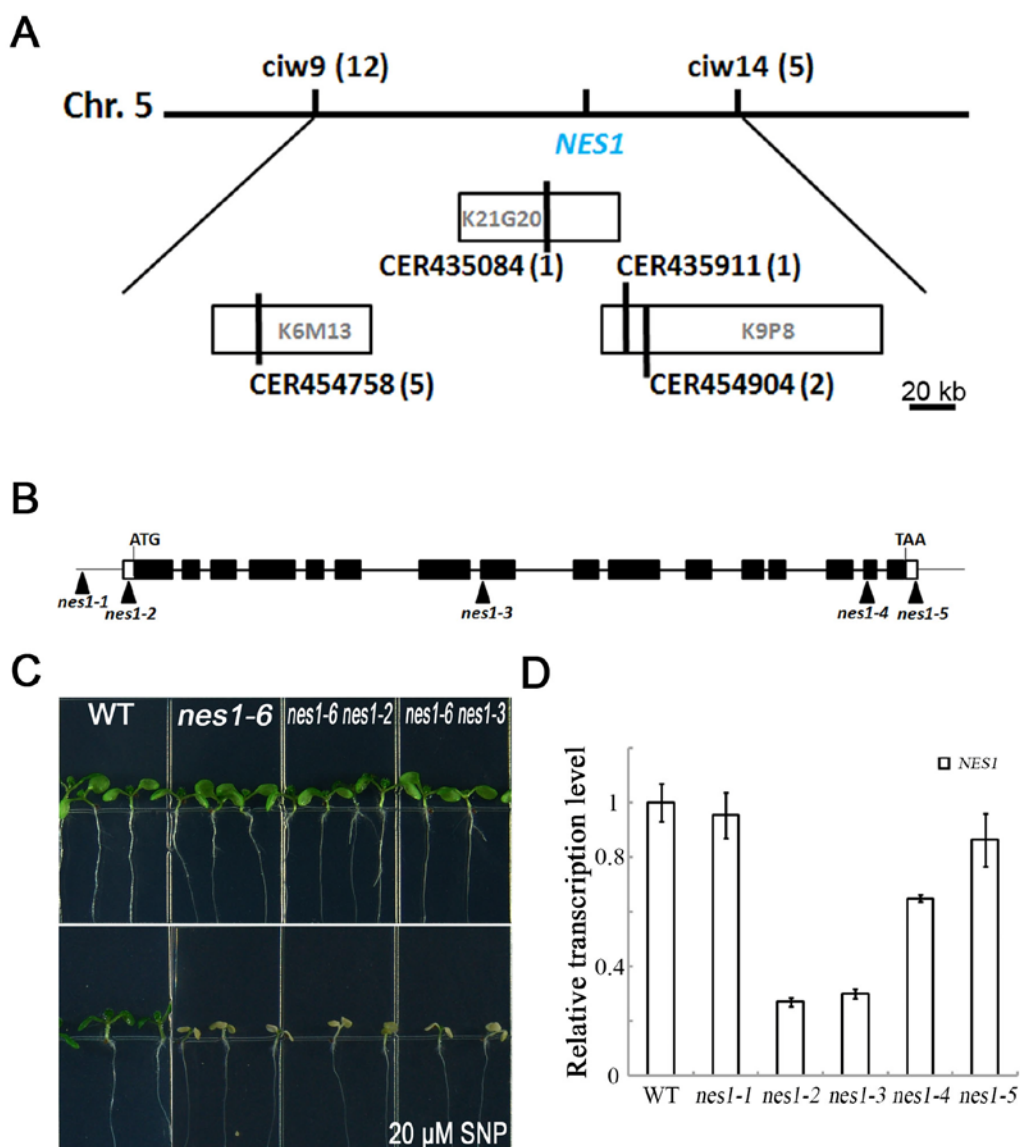 A
ciw9 (12)
ciw14 (5)
Chr. 5
NES1
K21G20
CER435084 (1)
CER435911 (1)
K6M13
K9P8
CER454758 (5)
CER454904 (2)
20 kb
B
ATG
TAA
nes1-1
nes1-2
nes1-3
nes1-4
nes1-5
C
WT
nes1-6
nes1-6 nes1-2
nes1-6 nes1-3
20 µM SNP
D
Relative transcription level
NES1
1
0.8
0.4
0
WT
nes1-1
nes1-2
nes1-3
nes1-4
nes1-5